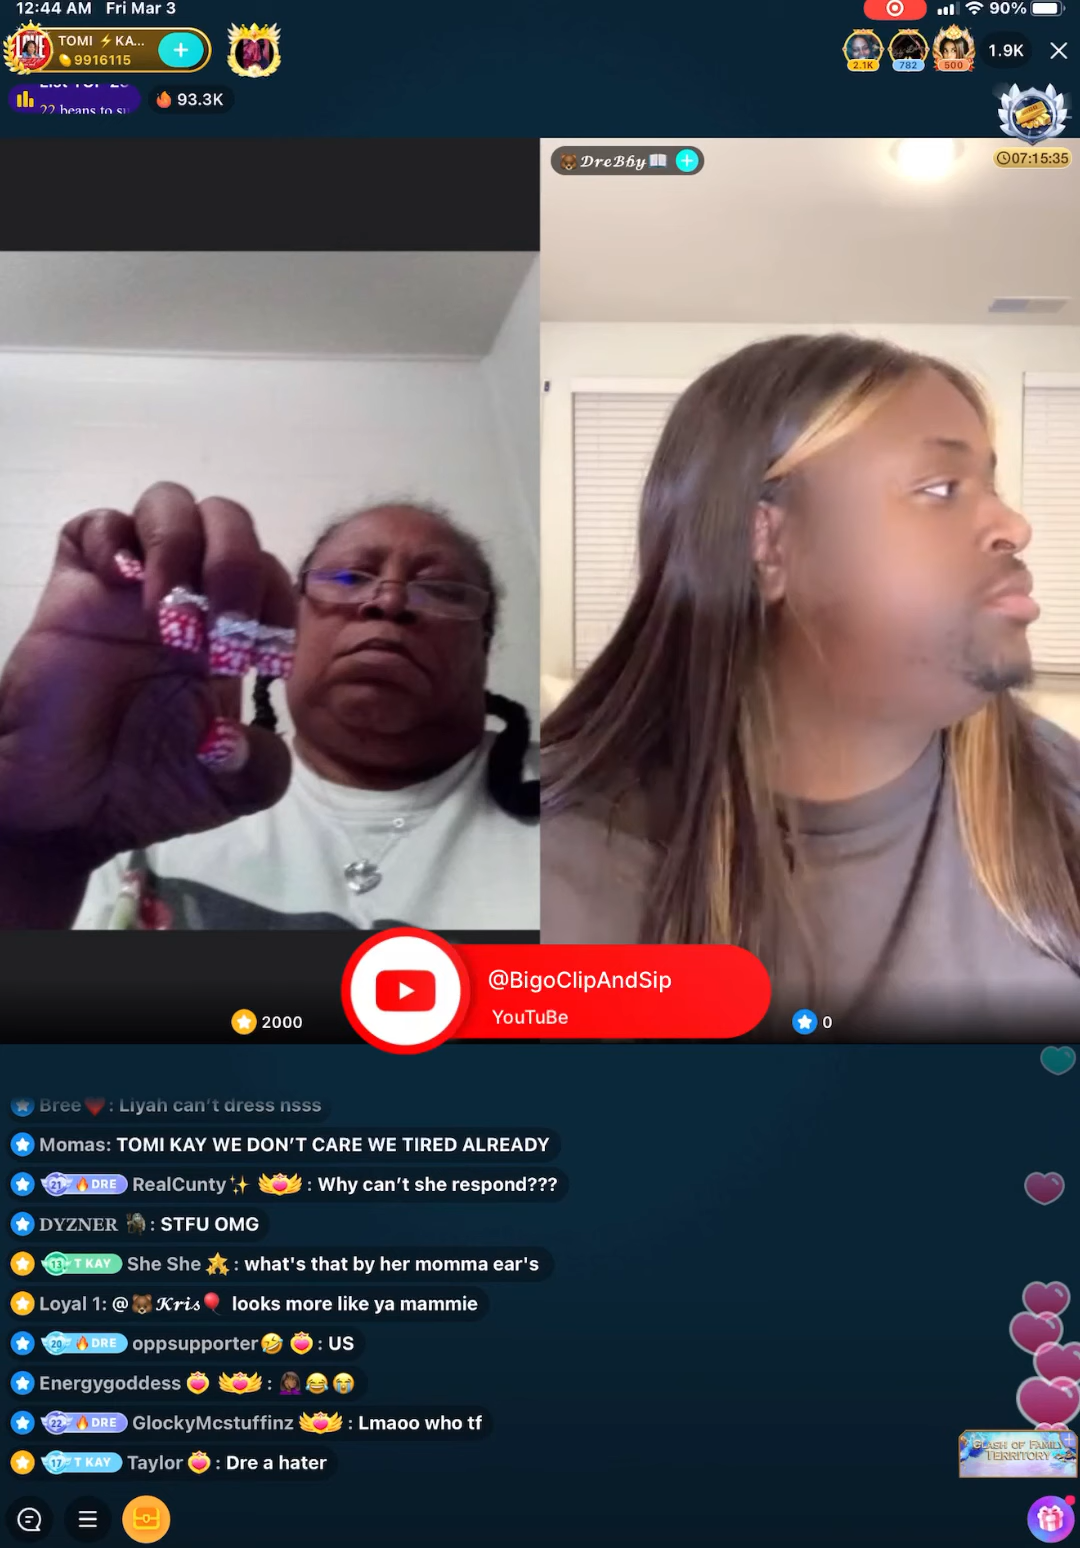 12:44 AM Fri Mar 3
90%
TOMI ⚡KA...
9916115
2.1K
782
500
1.9K
22 beans to
93.3K
🐻DreBby📖
07:15:35
@BigoClipAndSip
YouTuBe
2000
0
Bree❤️: Liyah can't dress nsss
Momas: TOMI KAY WE DON'T CARE WE TIRED ALREADY
21 🔥DRE RealCunty✨ : Why can't she respond???
DYZNER : STFU OMG
13 T KAY She She : what's that by her momma ear's
Loyal 1: @🐻Kris🎈 looks more like ya mammie
20 🔥DRE oppsupporter🤣 : US
Energygoddess : 🤦🏾‍♀️😂😭
22 🔥DRE GlockyMcstuffinz : Lmaoo who tf
17 T KAY Taylor : Dre a hater
CLASH OF FAMILY
TERRITORY